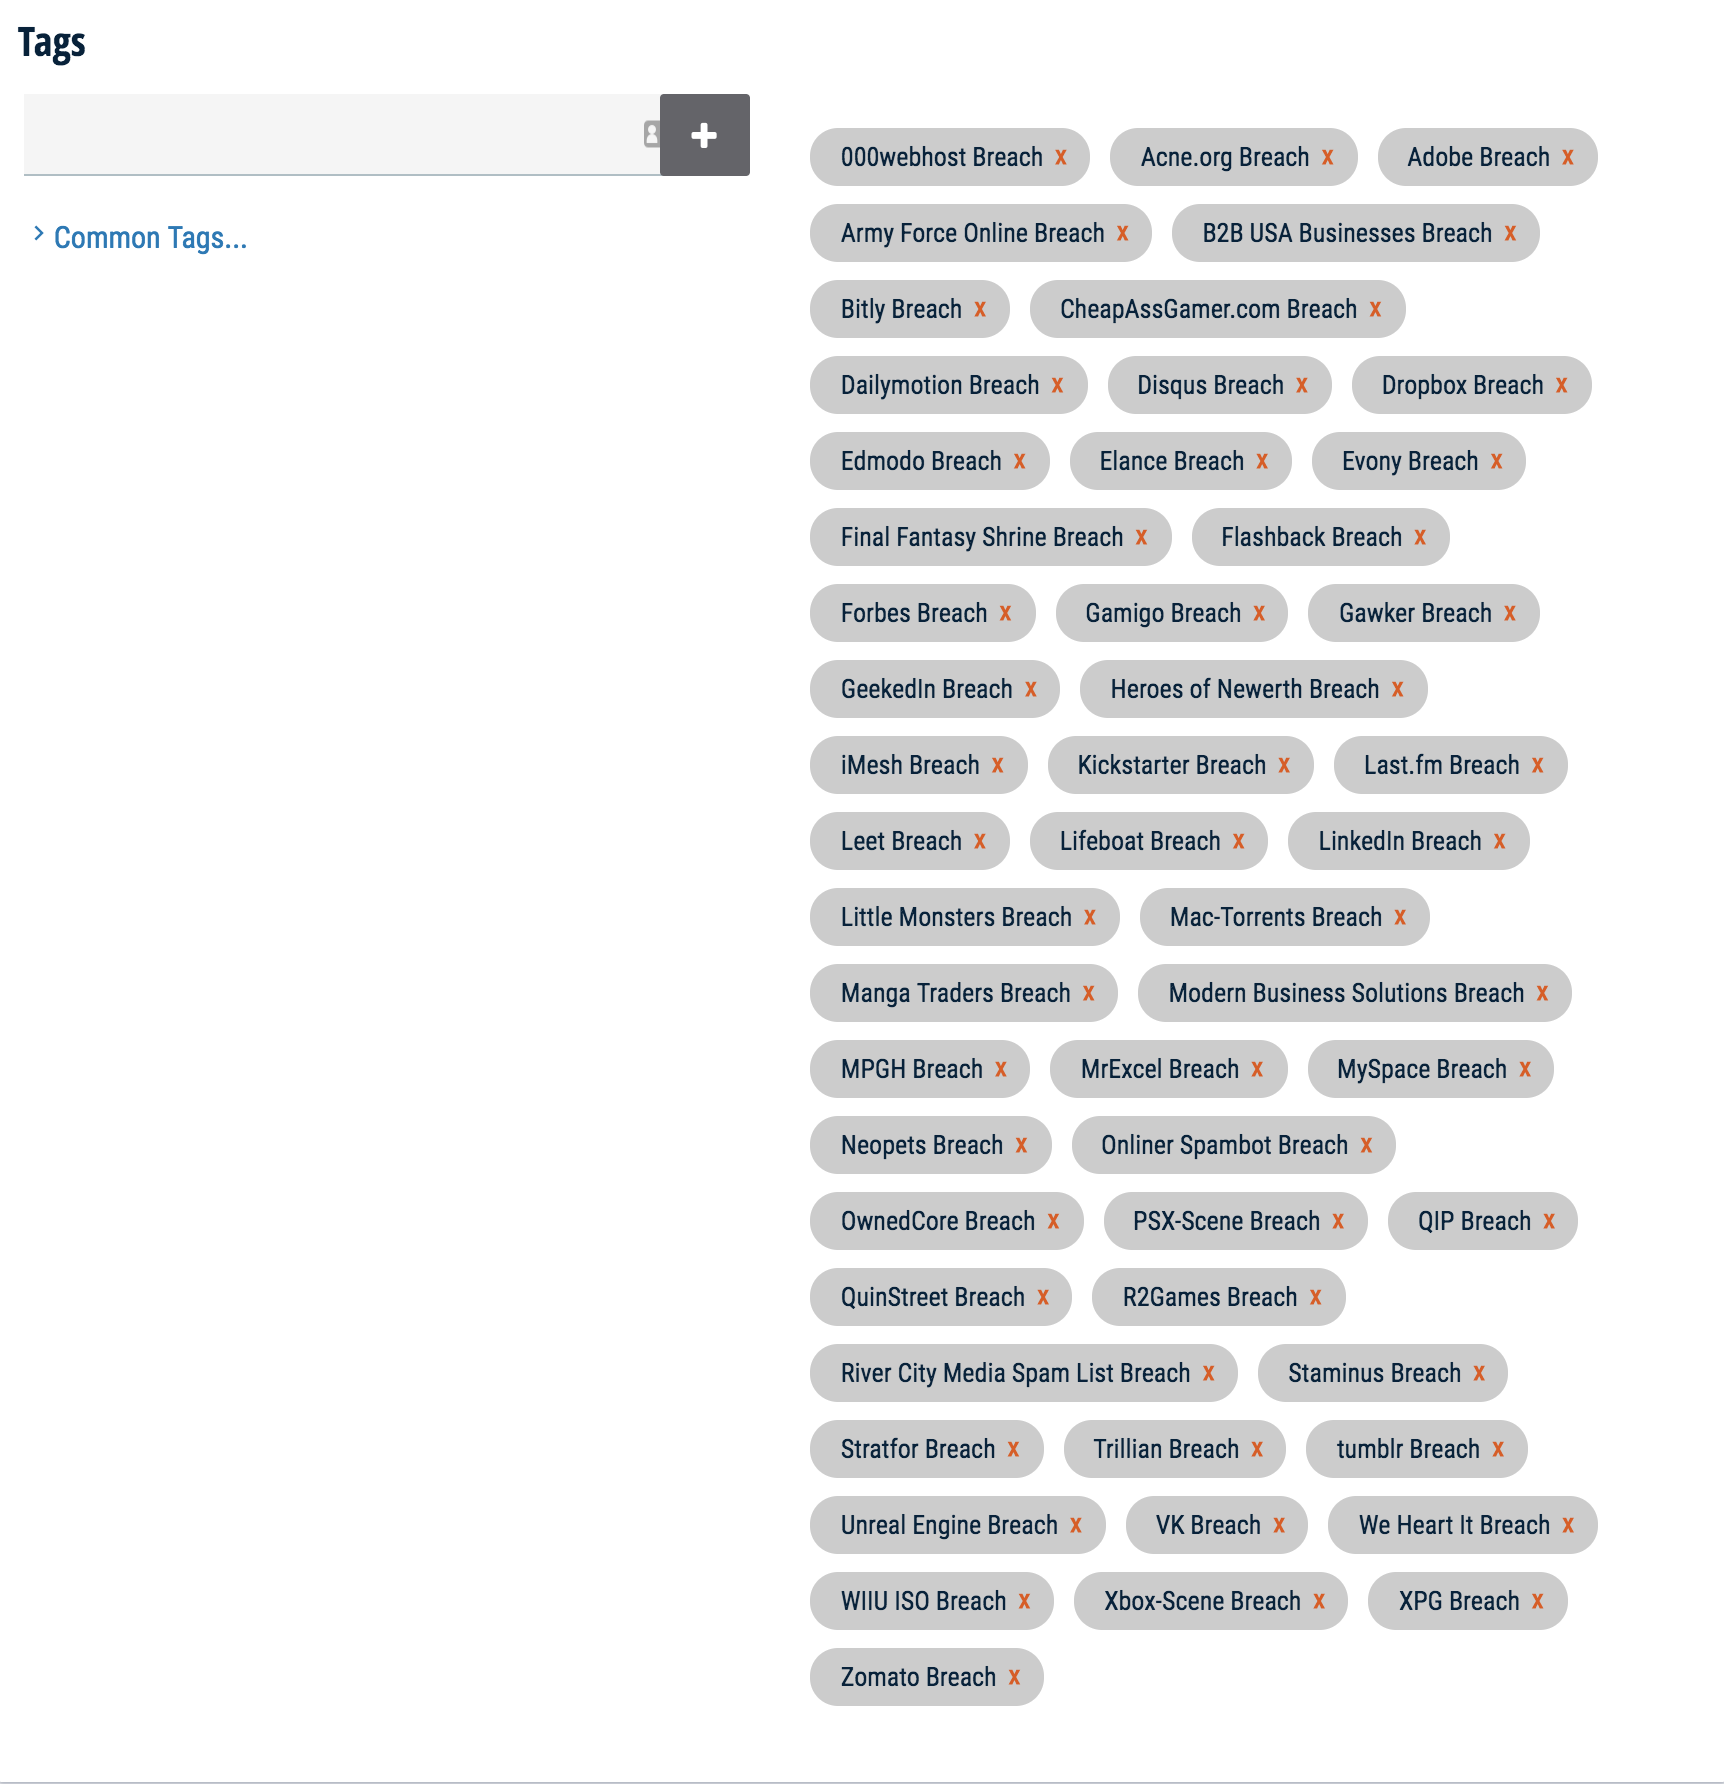 Tags
+
> Common Tags...
000webhost Breach x Acne.org Breach x Adobe Breach x
Army Force Online Breach x B2B USA Businesses Breach x
Bitly Breach x CheapAssGamer.com Breach x
Dailymotion Breach x Disqus Breach x Dropbox Breach x
Edmodo Breach x Elance Breach x Evony Breach x
Final Fantasy Shrine Breach x Flashback Breach x
Forbes Breach x Gamigo Breach x Gawker Breach x
GeekedIn Breach x Heroes of Newerth Breach x
iMesh Breach x Kickstarter Breach x Last.fm Breach x
Leet Breach x Lifeboat Breach x LinkedIn Breach x
Little Monsters Breach x Mac-Torrents Breach x
Manga Traders Breach x Modern Business Solutions Breach x
MPGH Breach x MrExcel Breach x MySpace Breach x
Neopets Breach x Onliner Spambot Breach x
OwnedCore Breach x PSX-Scene Breach x QIP Breach x
QuinStreet Breach x R2Games Breach x
River City Media Spam List Breach x Staminus Breach x
Stratfor Breach x Trillian Breach x tumblr Breach x
Unreal Engine Breach x VK Breach x We Heart It Breach x
WIIU ISO Breach x Xbox-Scene Breach x XPG Breach x
Zomato Breach x